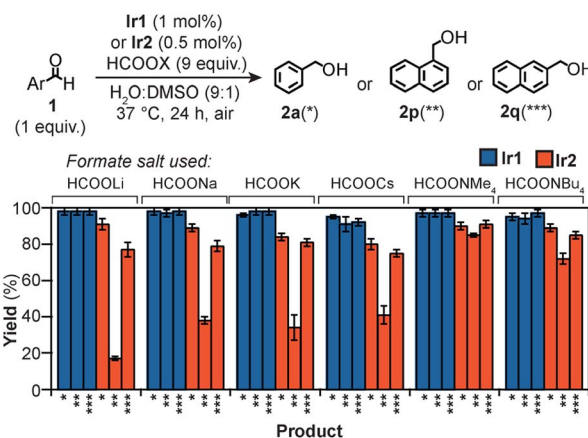 Ir1 (1 mol%)
or Ir2 (0.5 mol%)
HCOOX (9 equiv.)
H2O:DMSO (9:1)
37 °C, 24 h, air
O
Ar H
1
(1 equiv.)
OH
2a(*)
or
OH
2p(**)
or
OH
2q(***)
Formate salt used:
Ir1 Ir2
HCOOLi HCOONa HCOOK HCOOCs HCOONMe4 HCOONBu4
Yield (%)
100
80
60
40
20
0
* ** *** * ** *** * ** *** * ** *** * ** *** * ** *** * ** *** * ** *** * ** *** * ** *** * ** *** * ** ***
Product